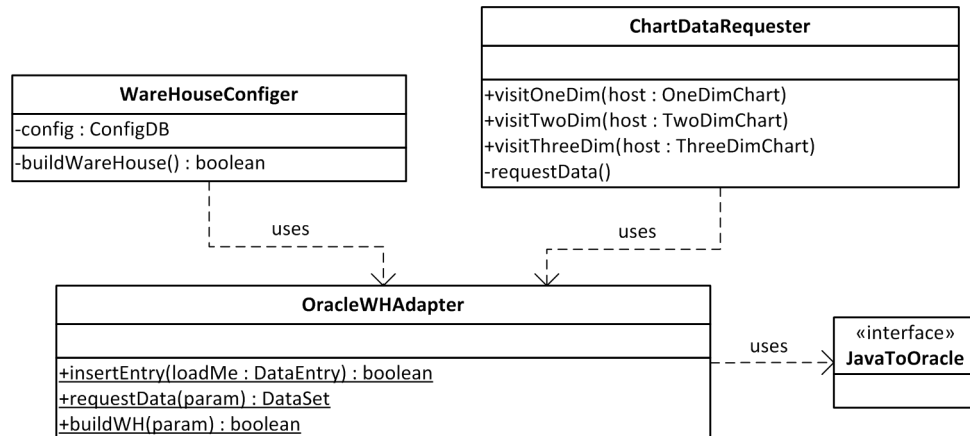 ChartDataRequester
+visitOneDim(host : OneDimChart)
+visitTwoDim(host : TwoDimChart)
+visitThreeDim(host : ThreeDimChart)
-requestData()
WareHouseConfiger
-config : ConfigDB
-buildWareHouse() : boolean
uses
uses
OracleWHAdapter
+insertEntry(loadMe : DataEntry) : boolean
+requestData(param) : DataSet
+buildWH(param) : boolean
uses
«interface»
JavaToOracle